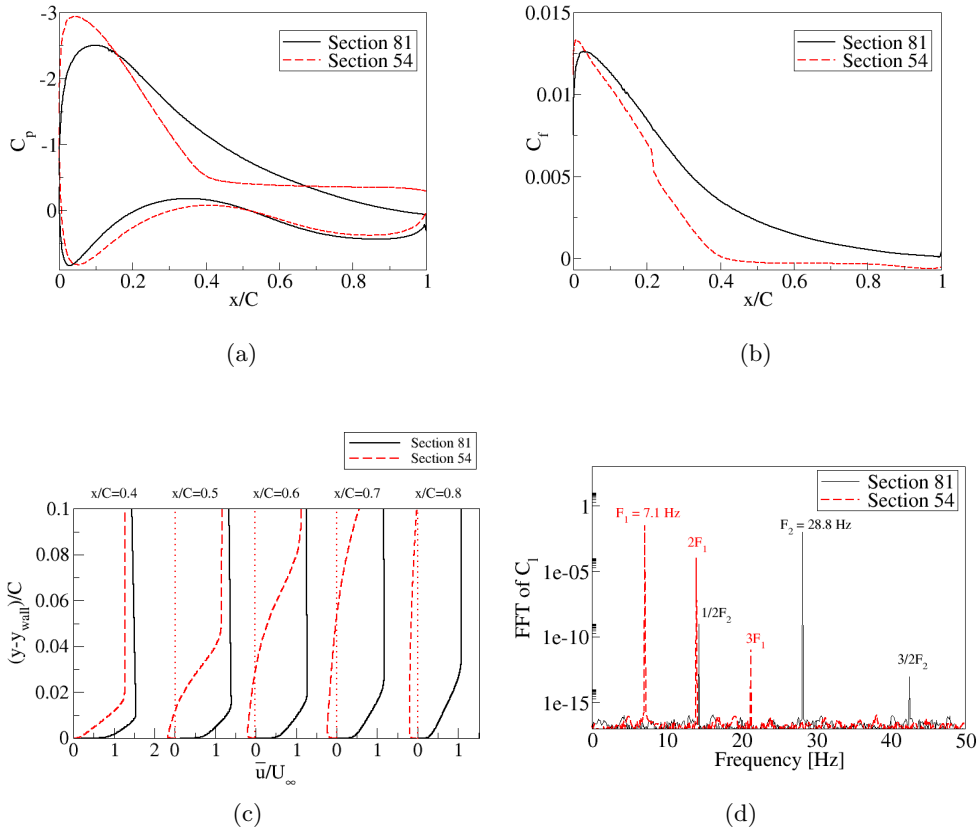 -3
-2
-1
0
C_p
0 0.2 0.4 0.6 0.8 1
x/C
Section 81
Section 54
(a)
0.015
0.01
0.005
0
C_f
0 0.2 0.4 0.6 0.8 1
x/C
Section 81
Section 54
(b)
Section 81
Section 54
x/C=0.4 x/C=0.5 x/C=0.6 x/C=0.7 x/C=0.8
0.1
0.08
0.06
0.04
0.02
0
(y-y_wall)/C
0 1 2 0 1 0 1 0 1 0 1
u̅/U_∞
(c)
Section 81
Section 54
F_1 = 7.1 Hz
F_2 = 28.8 Hz
2F_1
1/2F_2
3F_1
3/2F_2
1
1e-05
1e-10
1e-15
FFT of C_l
0 10 20 30 40 50
Frequency [Hz]
(d)